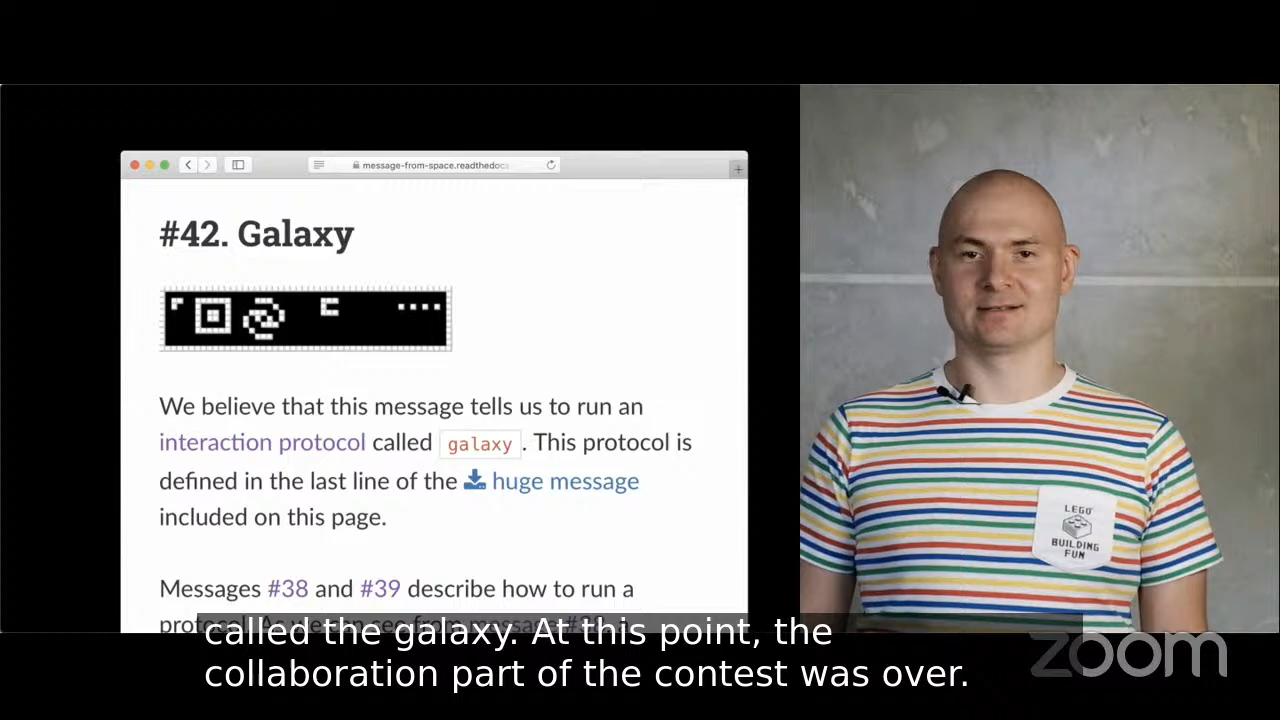 message-from-space.readthedocs
#42. Galaxy
We believe that this message tells us to run an
interaction protocol called galaxy. This protocol is
defined in the last line of the huge message
included on this page.
Messages #38 and #39 describe how to run a
called the galaxy. At this point, the
collaboration part of the contest was over.
LEGO
BUILDING
FUN
zoom